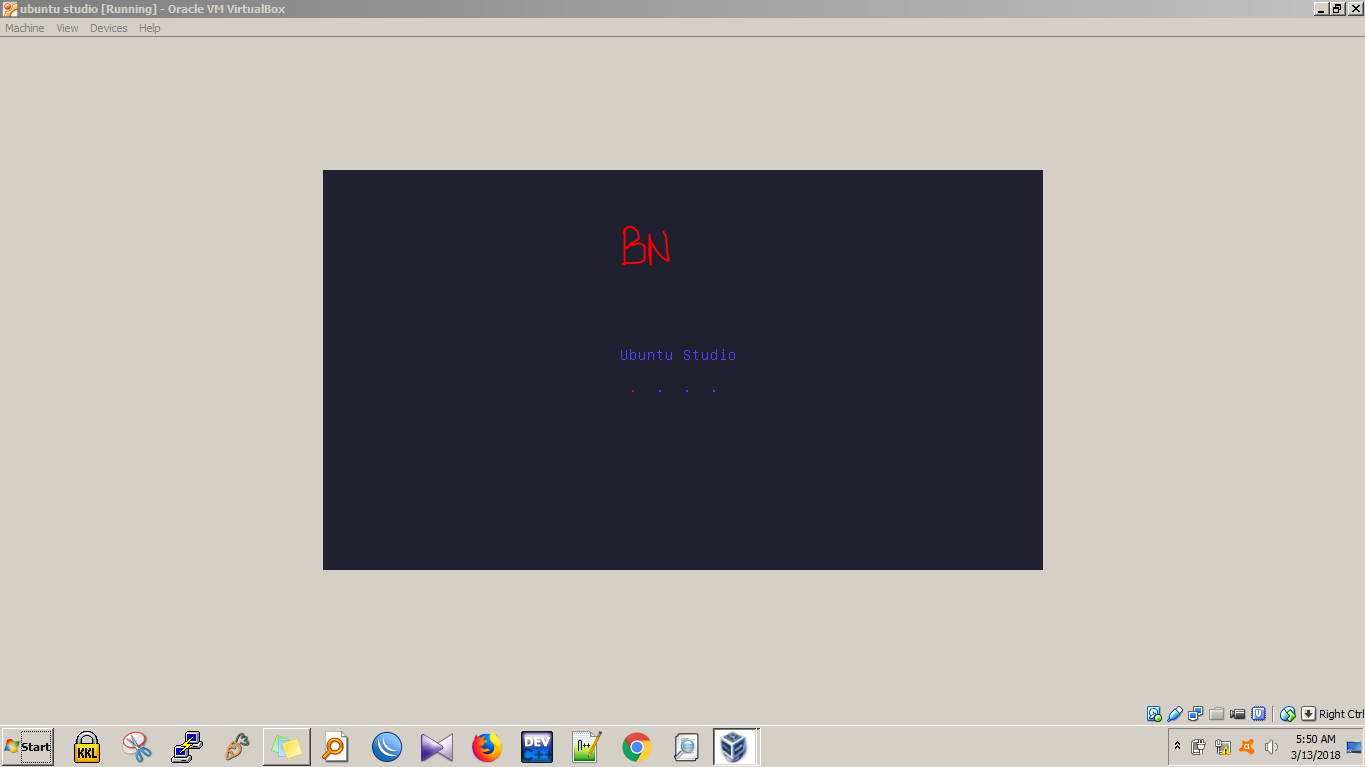 ubuntu studio [Running] - Oracle VM VirtualBox
Machine View Devices Help
BN
Ubuntu Studio
Right Ctrl
Start KKL DEV C++ I++ 5:50 AM
3/13/2018